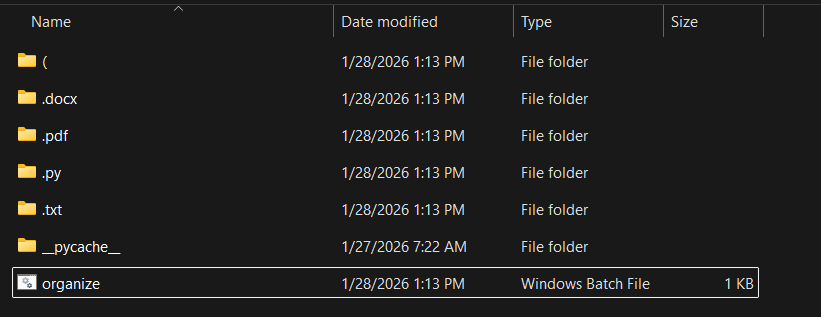 Name Date modified Type Size
( 1/28/2026 1:13 PM File folder
.docx 1/28/2026 1:13 PM File folder
.pdf 1/28/2026 1:13 PM File folder
.py 1/28/2026 1:13 PM File folder
.txt 1/28/2026 1:13 PM File folder
__pycache__ 1/27/2026 7:22 AM File folder
organize 1/28/2026 1:13 PM Windows Batch File 1 KB